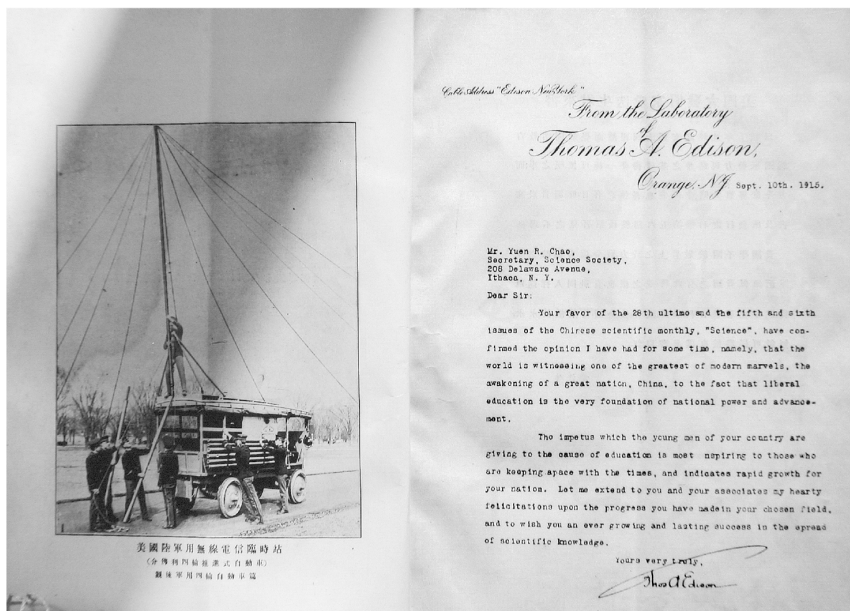 美國陸軍用無線電信臨時站
Cable Address "Edison New York"
From the Laboratory
of
Thomas A. Edison,
Orange, N.J. Sept. 10th. 1915.
Mr. Yuen R. Chao,
Secretary, Science Society,
208 Delaware Avenue,
Ithaca, N. Y.
Dear Sir:
Your favor of the 28th ultimo and the fifth and sixth
issues of the Chinese scientific monthly, "Science", have con-
firmed the opinion I have had for some time, namely, that the
world is witnessing one of the greatest of modern marvels, the
awakening of a great nation, China, to the fact that liberal
education is the very foundation of national power and advance-
ment.
The impetus which the young men of your country are
giving to the cause of education is most nspiring to those who
are keeping apace with the times, and indicates rapid growth for
your nation. Let me extend to you and your associates my hearty
felicitations upon the progress you have madein your chosen field,
and to wish you an ever growing and lasting success in the spread
of scientific knowledge.
Yours very truly,
Thos A Edison